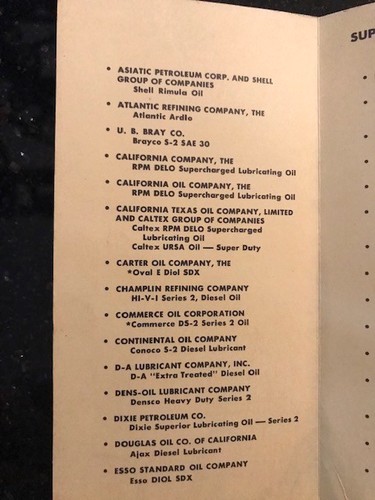 SUP
• ASIATIC PETROLEUM CORP. AND SHELL
GROUP OF COMPANIES
Shell Rimula Oil
• ATLANTIC REFINING COMPANY, THE
Atlantic Ardlo
• U. B. BRAY CO.
Brayco S-2 SAE 30
• CALIFORNIA COMPANY, THE
RPM DELO Supercharged Lubricating Oil
• CALIFORNIA OIL COMPANY, THE
RPM DELO Supercharged Lubricating Oil
• CALIFORNIA TEXAS OIL COMPANY, LIMITED
AND CALTEX GROUP OF COMPANIES
Caltex RPM DELO Supercharged
Lubricating Oil
Caltex URSA Oil — Super Duty
• CARTER OIL COMPANY, THE
*Oval E Diol SDX
• CHAMPLIN REFINING COMPANY
HI-V-I Series 2, Diesel Oil
• COMMERCE OIL CORPORATION
*Commerce DS-2 Series 2 Oil
• CONTINENTAL OIL COMPANY
Conoco S-2 Diesel Lubricant
• D-A LUBRICANT COMPANY, INC.
D-A "Extra Treated" Diesel Oil
• DENS-OIL LUBRICANT COMPANY
Densco Heavy Duty Series 2
• DIXIE PETROLEUM CO.
Dixie Superior Lubricating Oil — Series 2
• DOUGLAS OIL CO. OF CALIFORNIA
Ajax Diesel Lubricant
• ESSO STANDARD OIL COMPANY
Esso DIOL SDX